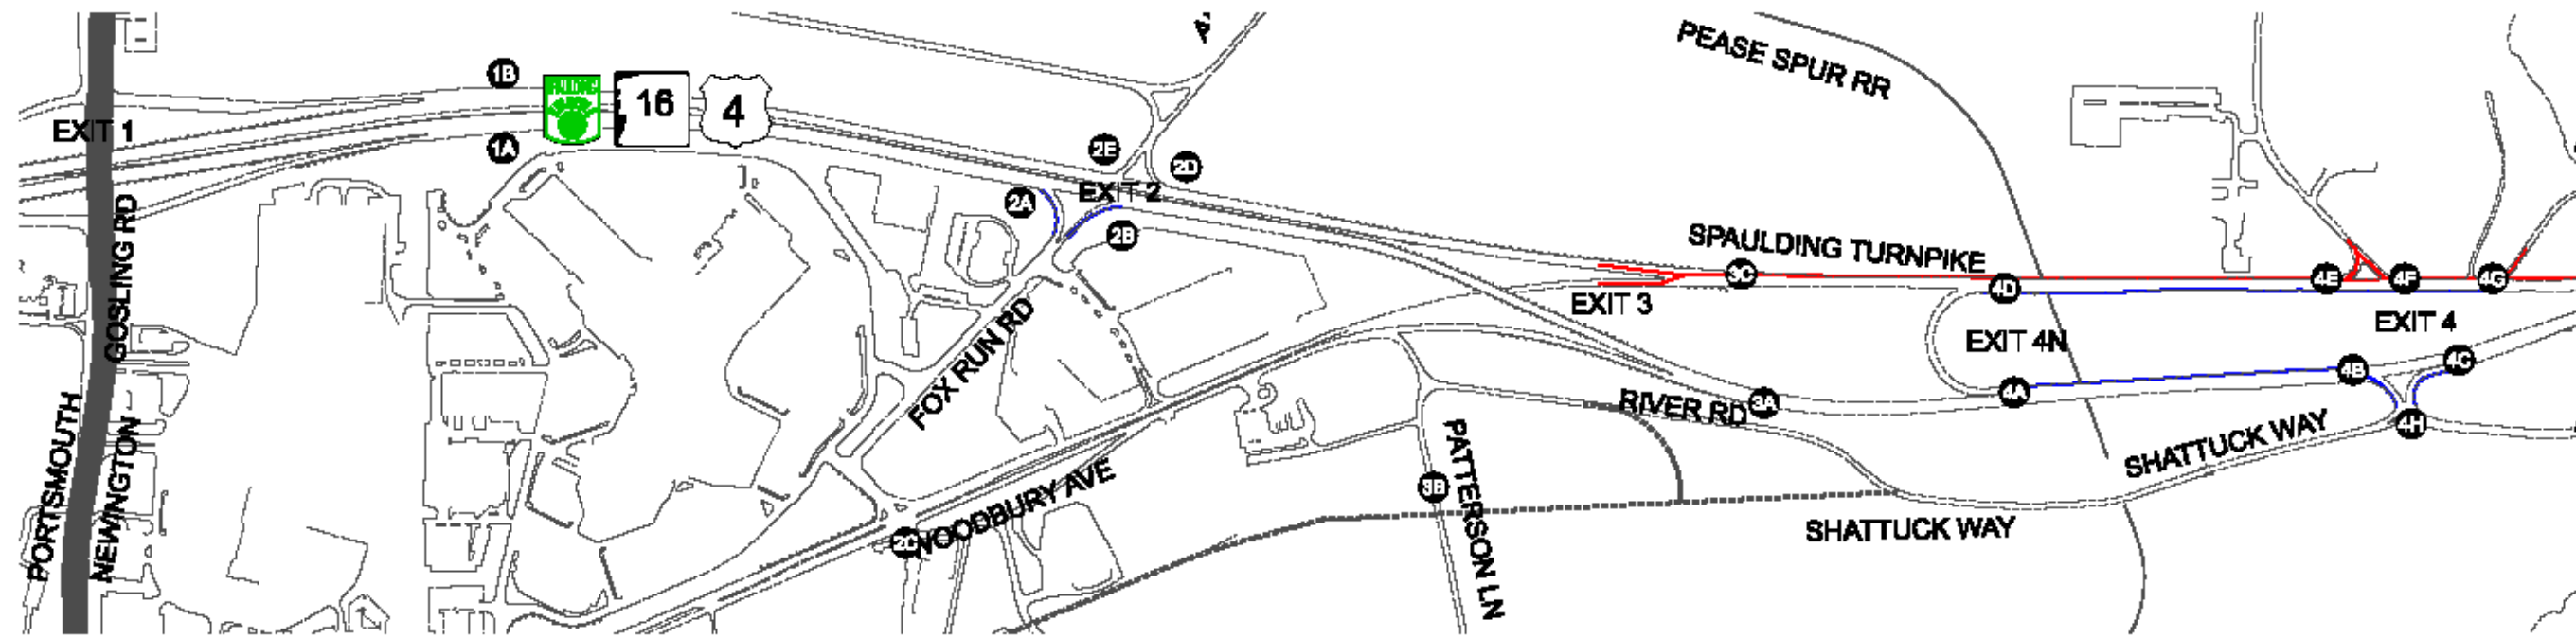 PEASE SPUR RR
1B
16
4
EXIT 1
1A
2E
2D
EXIT 2
2A
2B
SPAULDING TURNPIKE
3C
EXIT 3
4D
4E
4F
4G
EXIT 4N
EXIT 4
GOSLING RD
FOX RUN RD
RIVER RD
3A
4A
4B
4C
4H
PORTSMOUTH
NEWINGTON
WOODBURY AVE
2C
PATTERSON LN
3B
SHATTUCK WAY
SHATTUCK WAY